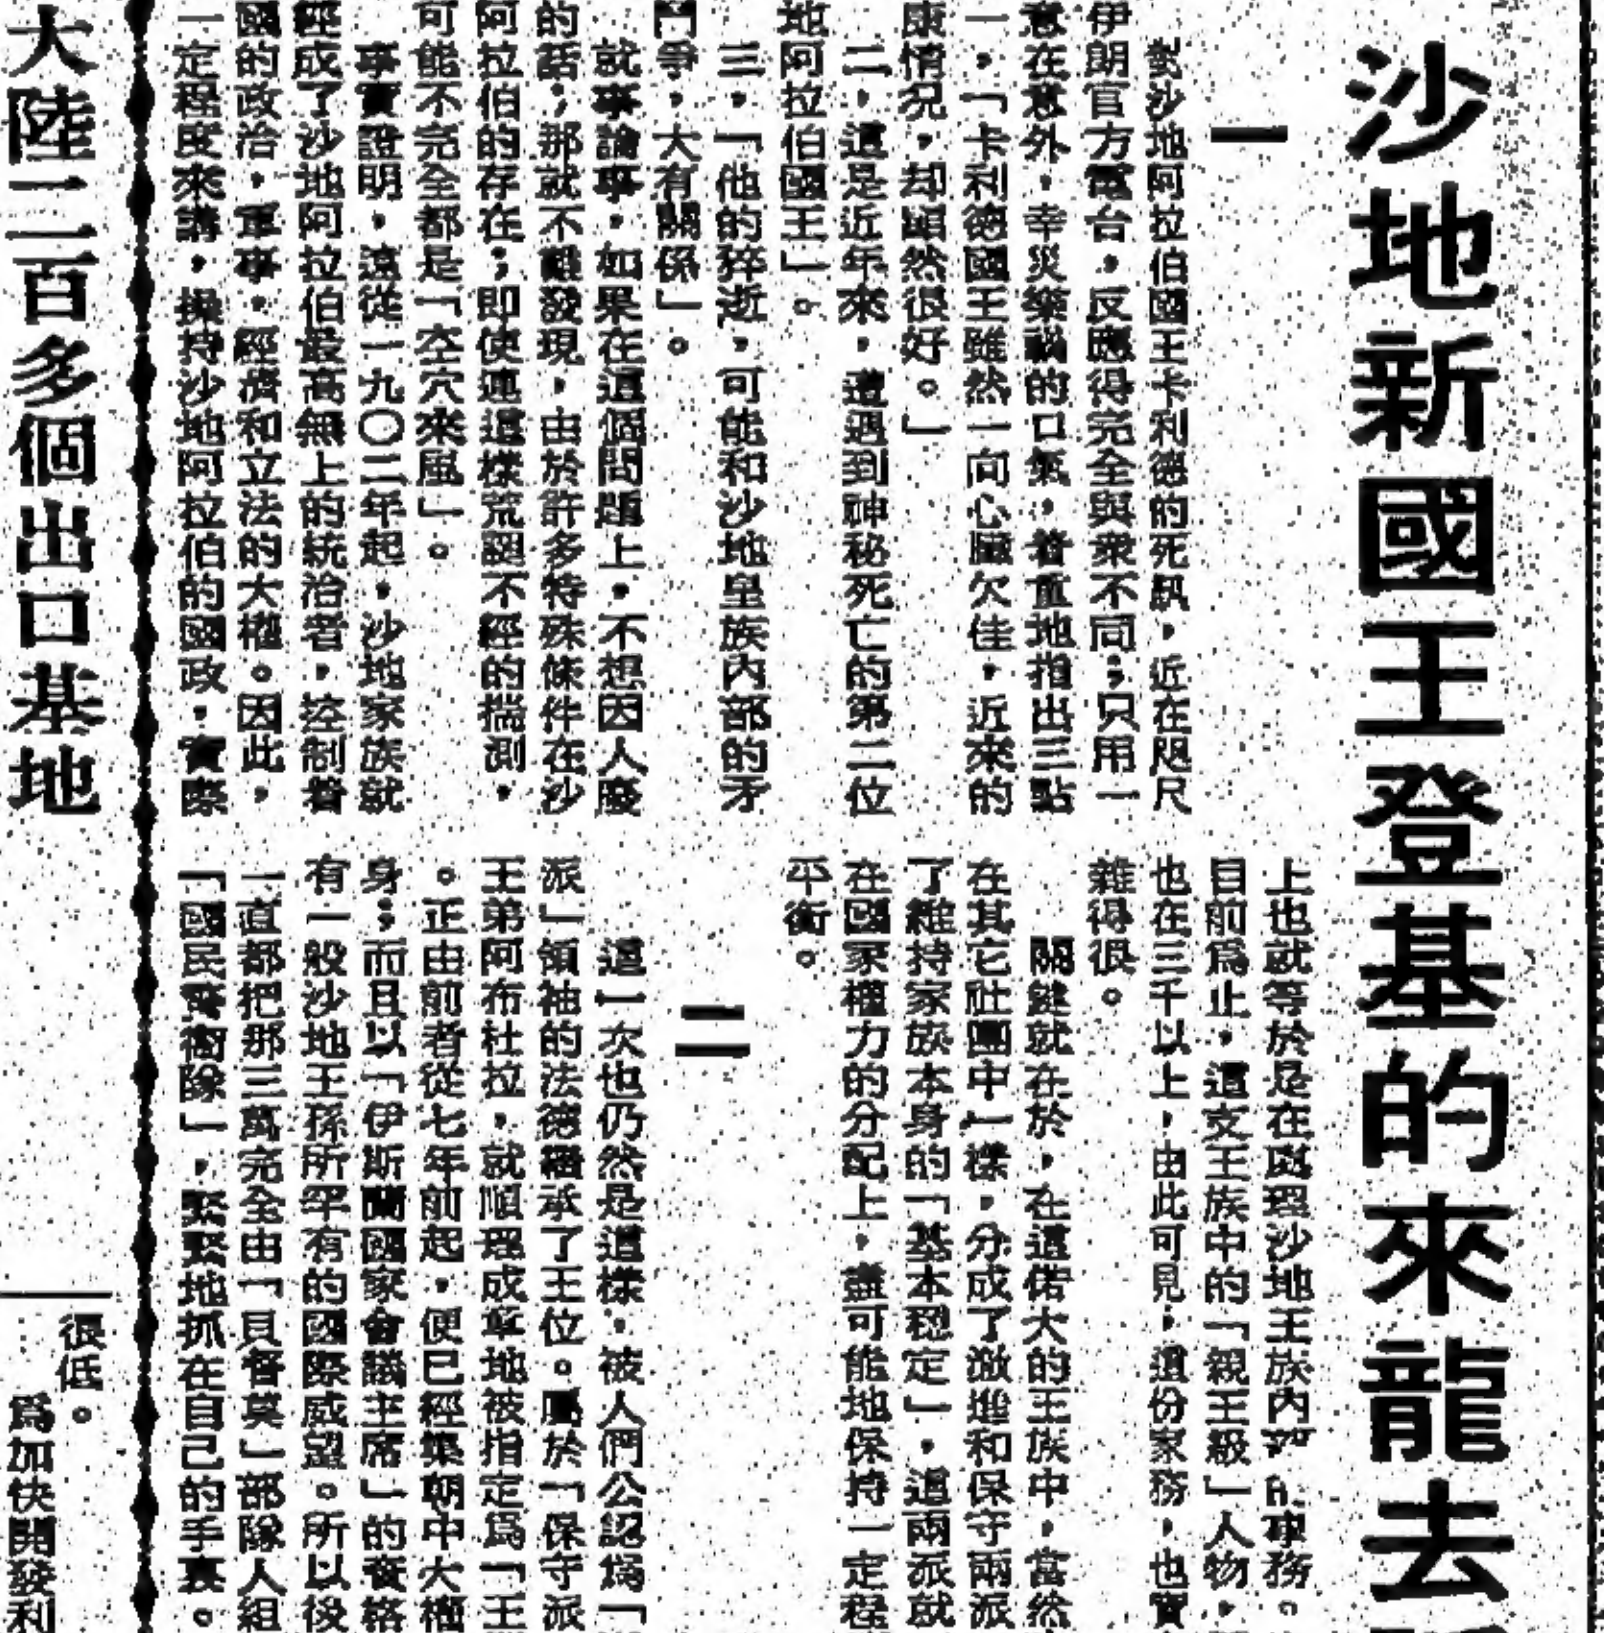 沙地新國王登基的來龍去
一
對沙地阿拉伯國王卡利德的死訊，近在咫尺
伊朗官方電台，反應得完全與衆不同；只用一
意在意外，幸災樂禍的口氣，着重地指出三點
一，「卡利德國王雖然一向心臟欠佳，近來的
康情況，却顯然很好。」
二，這是近年來，遭遇到神秘死亡的第二位
地阿拉伯國王」。
三，「他的猝逝，可能和沙地皇族內部的矛
鬥爭，大有關係」。
就事論事，如果在這個問題上，不想因人廢
的話；那就不難發現，由於許多特殊條件在沙
阿拉伯的存在；即使連這樣荒謬不經的揣測，
可能不完全都是「空穴來風」。
事實證明，遠從一九〇二年起，沙地家族就
經成了沙地阿拉伯最高無上的統治者，控制着
國的政治，軍事，經濟和立法的大權。因此，
一定程度來講，操持沙地阿拉伯的國政，實際
上也就等於是在處理沙地王族內事務。
目前爲止，這支王族中的「親王級」人物，
也在三千以上，由此可見，這份家務，也實
雜得很。
關鍵就在於，在這偌大的王族中，當然
在其它社團中一樣，分成了激進和保守兩派
了維持家族本身的「基本穩定」，這兩派就
在國家權力的分配上，盡可能地保持一定程
平衡。
二
這一次也仍然是這樣，被人們公認爲「
派」領袖的法德繼承了王位。屬於「保守派
王弟阿布杜拉，就順理成章地被指定爲「王
。正由前者從七年前起，便已經集朝中大權
身；而且以「伊斯蘭國家會議主席」的資格
有一般沙地王孫所罕有的國際威望。所以後
一直都把那三萬完全由「貝督莫」部隊人組
「國民警衞隊」，緊緊地抓在自己的手裏。
大陸二百多個出口基地
很低。
爲加快開發利